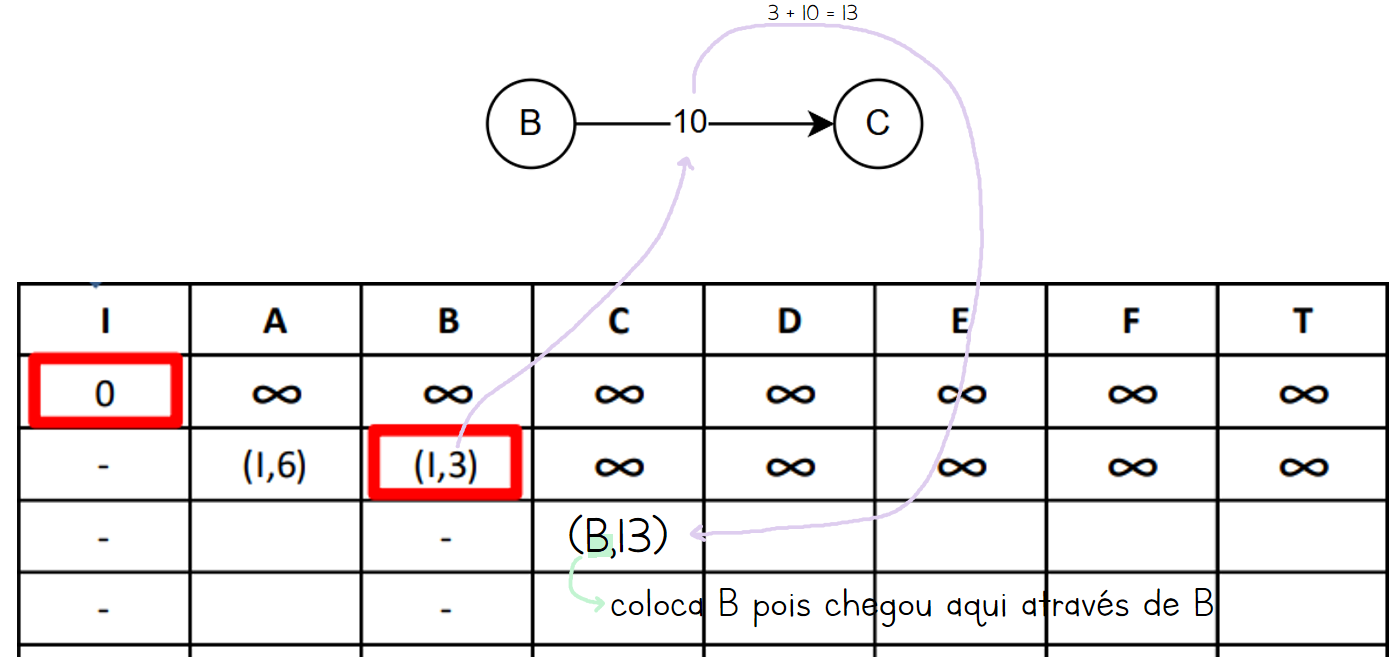 3 + 10 = 13
B 10 C
I A B C D E F T
0 ∞ ∞ ∞ ∞ ∞ ∞ ∞
- (I,6) (I,3) ∞ ∞ ∞ ∞ ∞
- - (B,13)
- - coloca B pois chegou aqui através de B